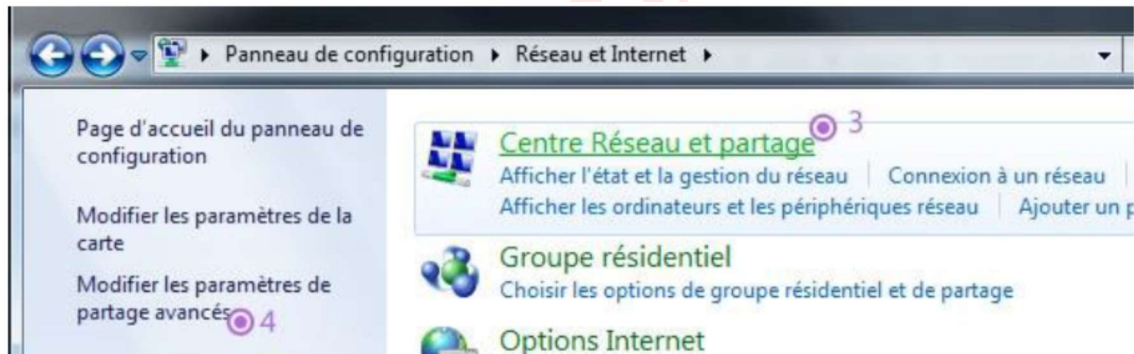 Panneau de configuration ▸ Réseau et Internet ▸
Page d'accueil du panneau de
configuration
Modifier les paramètres de la
carte
Modifier les paramètres de
partage avancés 4
Centre Réseau et partage 3
Afficher l'état et la gestion du réseau | Connexion à un réseau |
Afficher les ordinateurs et les périphériques réseau | Ajouter un p
Groupe résidentiel
Choisir les options de groupe résidentiel et de partage
Options Internet